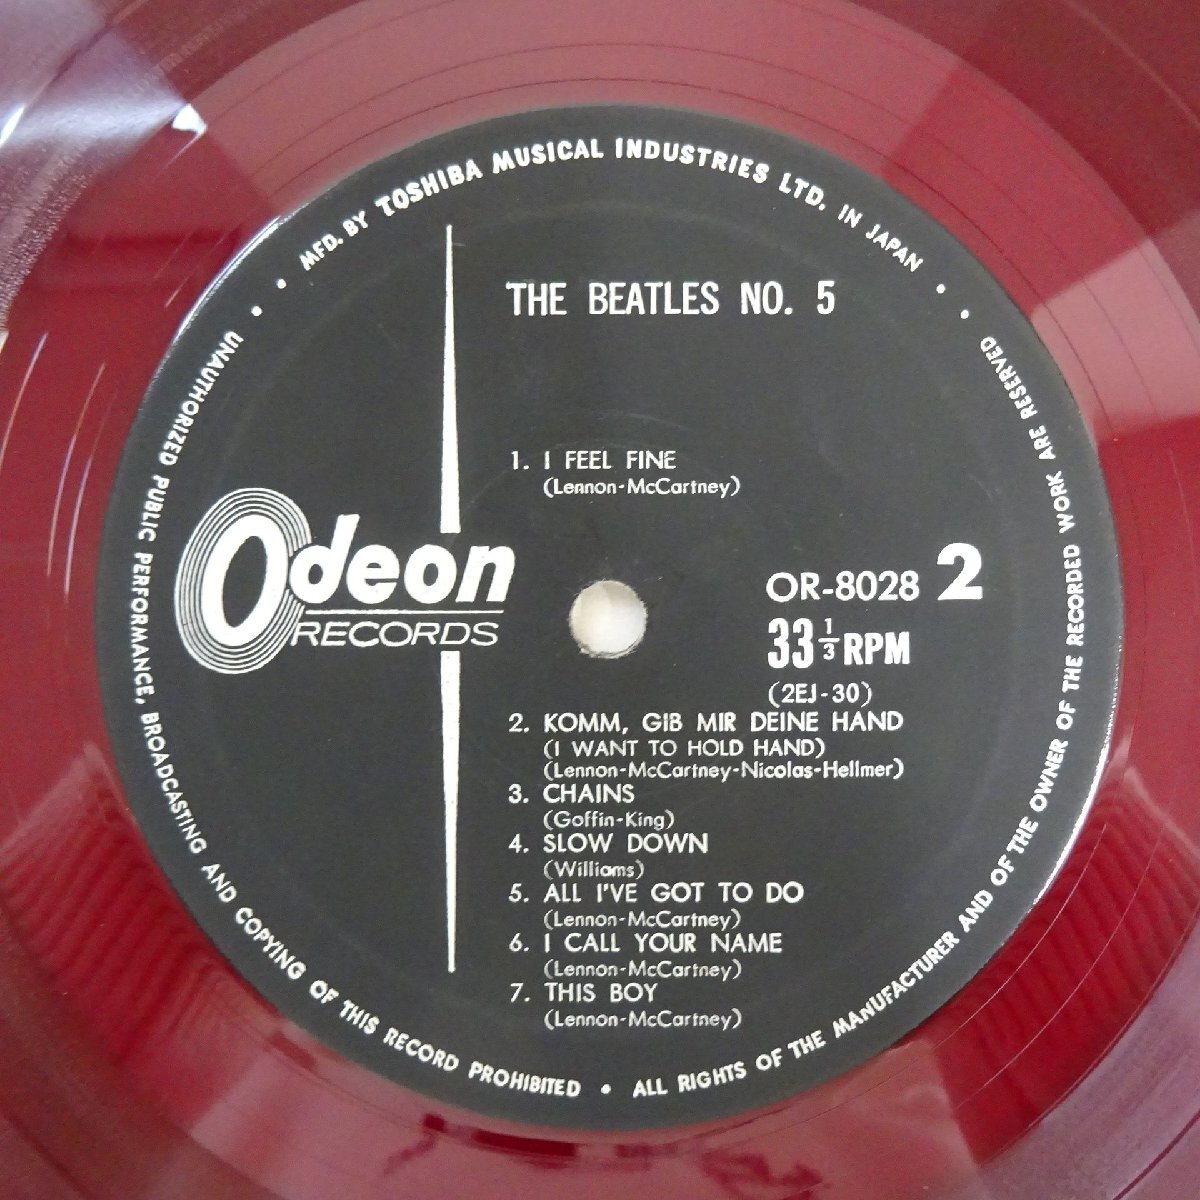 MFD. BY TOSHIBA MUSICAL INDUSTRIES LTD. IN JAPAN
THE BEATLES NO. 5
1. I FEEL FINE
(Lennon-McCartney)
Odeon
RECORDS
OR-8028 2
33 1/3 RPM
(2EJ-30)
2. KOMM, GIB MIR DEINE HAND
(I WANT TO HOLD HAND)
(Lennon-McCartney-Nicolas-Hellmer)
3. CHAINS
(Goffin-King)
4. SLOW DOWN
(Williams)
5. ALL I'VE GOT TO DO
(Lennon-McCartney)
6. I CALL YOUR NAME
(Lennon-McCartney)
7. THIS BOY
(Lennon-McCartney)
UNAUTHORIZED PUBLIC PERFORMANCE, BROADCASTING AND COPYING OF THIS RECORD PROHIBITED • ALL RIGHTS OF THE MANUFACTURER AND OF THE OWNER OF THE RECORDED WORK ARE RESERVED